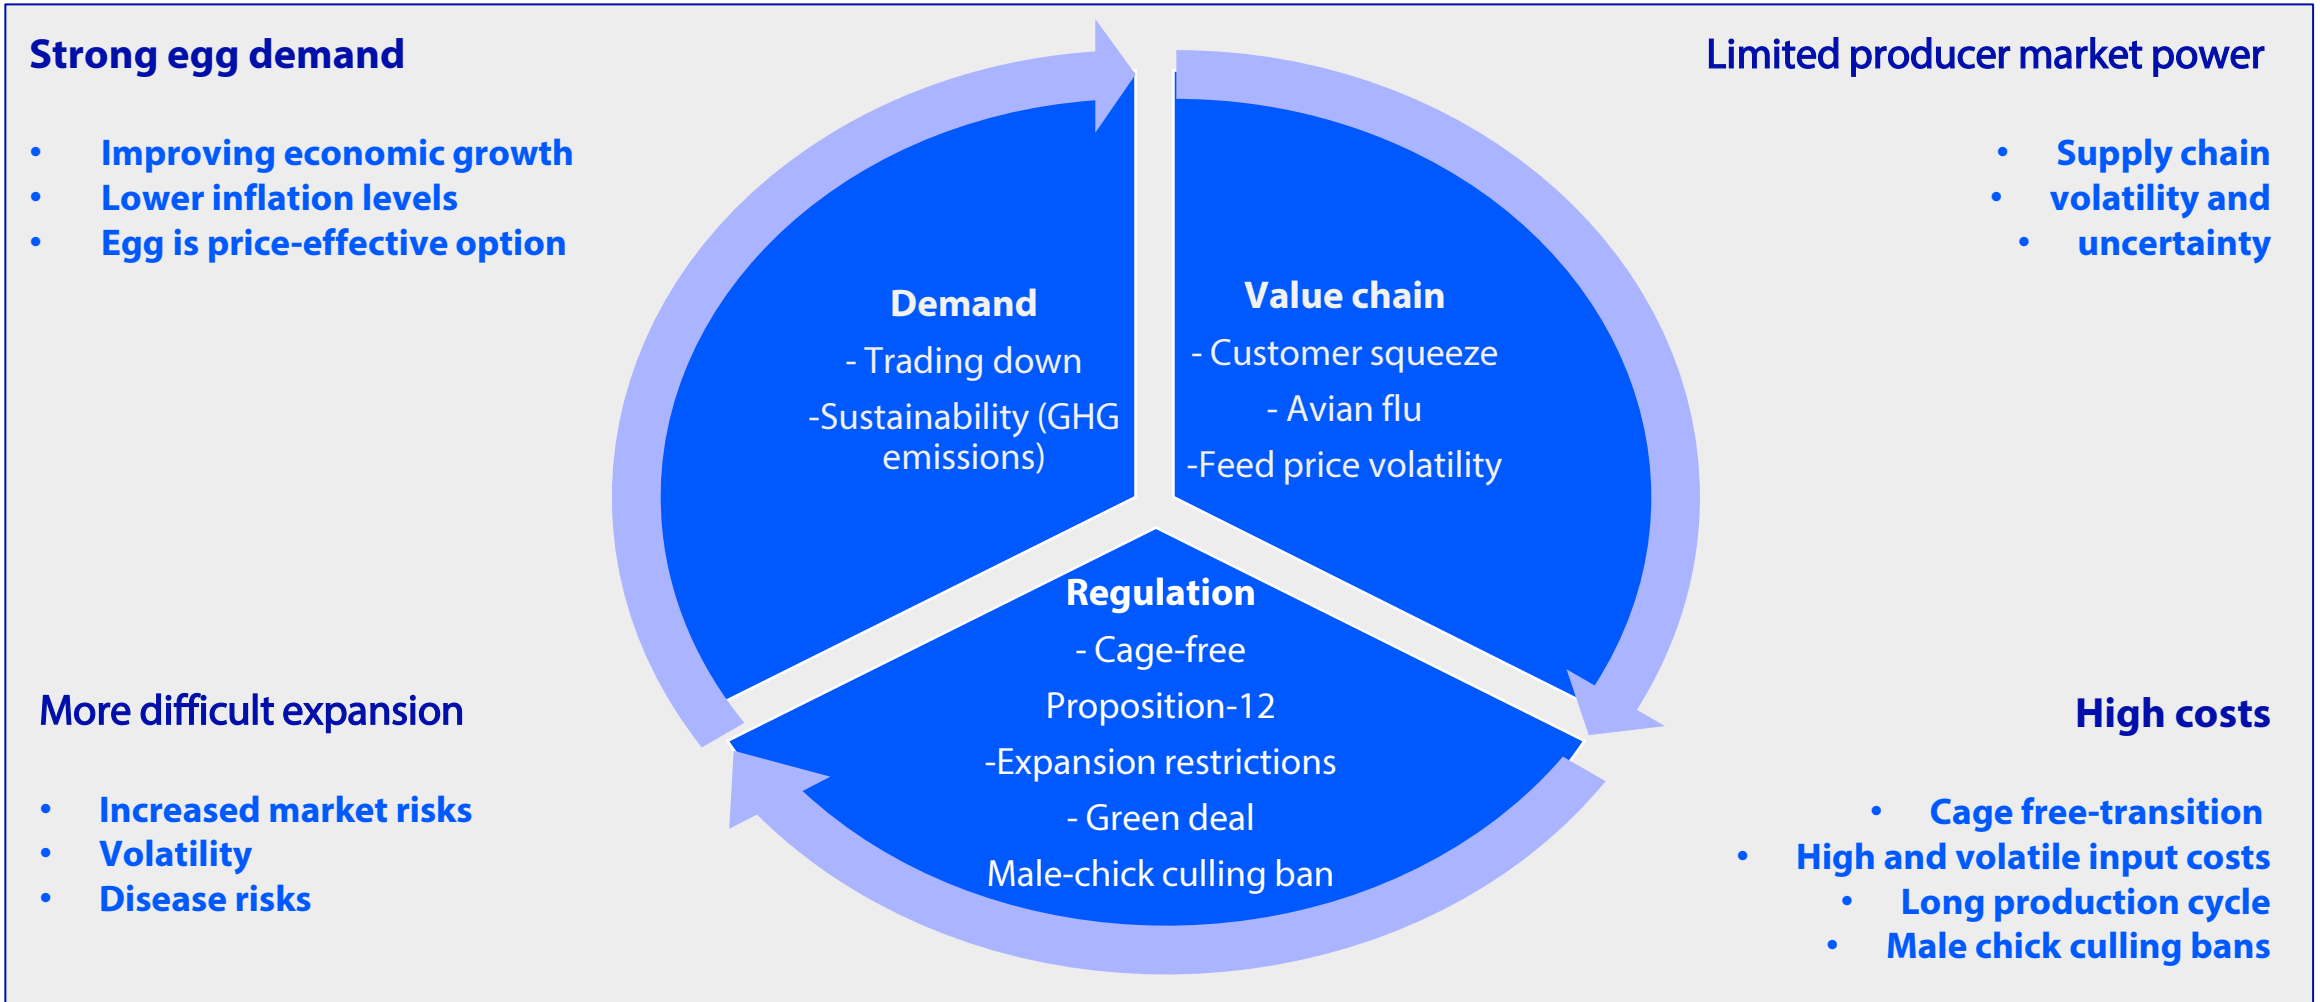 Strong egg demand
• Improving economic growth
• Lower inflation levels
• Egg is price-effective option
Limited producer market power
• Supply chain
• volatility and
• uncertainty
Demand
- Trading down
-Sustainability (GHG
emissions)
Value chain
- Customer squeeze
- Avian flu
-Feed price volatility
Regulation
- Cage-free
Proposition-12
-Expansion restrictions
- Green deal
Male-chick culling ban
More difficult expansion
• Increased market risks
• Volatility
• Disease risks
High costs
• Cage free-transition
• High and volatile input costs
• Long production cycle
• Male chick culling bans